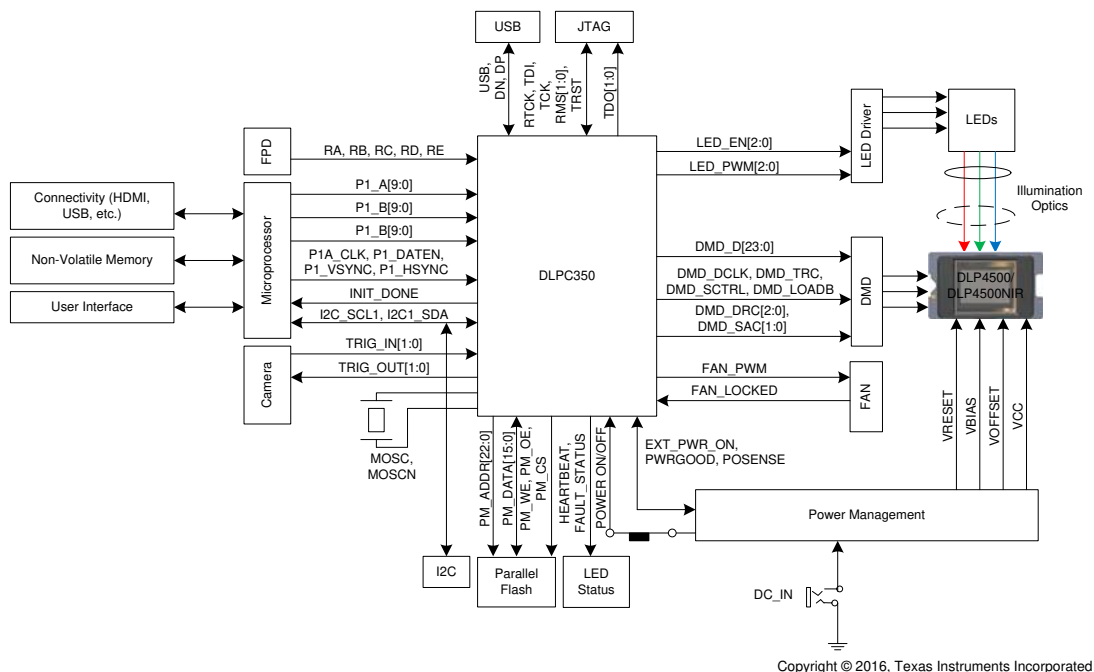 USB
JTAG
USB,
DN, DP
RTCK, TDI,
TCK,
RMS[1:0],
TRST
TDO[1:0]
FPD
RA, RB, RC, RD, RE
LED_EN[2:0]
LED_PWM[2:0]
LED Driver
LEDs
Illumination
Optics
Connectivity (HDMI,
USB, etc.)
Non-Volatile Memory
User Interface
Microprocessor
P1_A[9:0]
P1_B[9:0]
P1_B[9:0]
P1A_CLK, P1_DATEN,
P1_VSYNC, P1_HSYNC
INIT_DONE
I2C_SCL1, I2C1_SDA
DLPC350
DMD_D[23:0]
DMD_DCLK, DMD_TRC,
DMD_SCTRL, DMD_LOADB
DMD_DRC[2:0],
DMD_SAC[1:0]
DMD
DLP4500/
DLP4500NIR
Camera
TRIG_IN[1:0]
TRIG_OUT[1:0]
FAN_PWM
FAN_LOCKED
FAN
MOSC,
MOSCN
PM_ADDR[22:0]
PM_DATA[15:0]
PM_WE, PM_OE,
PM_CS
HEARTBEAT,
FAULT_STATUS
POWER ON/OFF
EXT_PWR_ON,
PWRGOOD, POSENSE
VRESET
VBIAS
VOFFSET
VCC
Power Management
I2C
Parallel
Flash
LED
Status
DC_IN
Copyright © 2016, Texas Instruments Incorporated